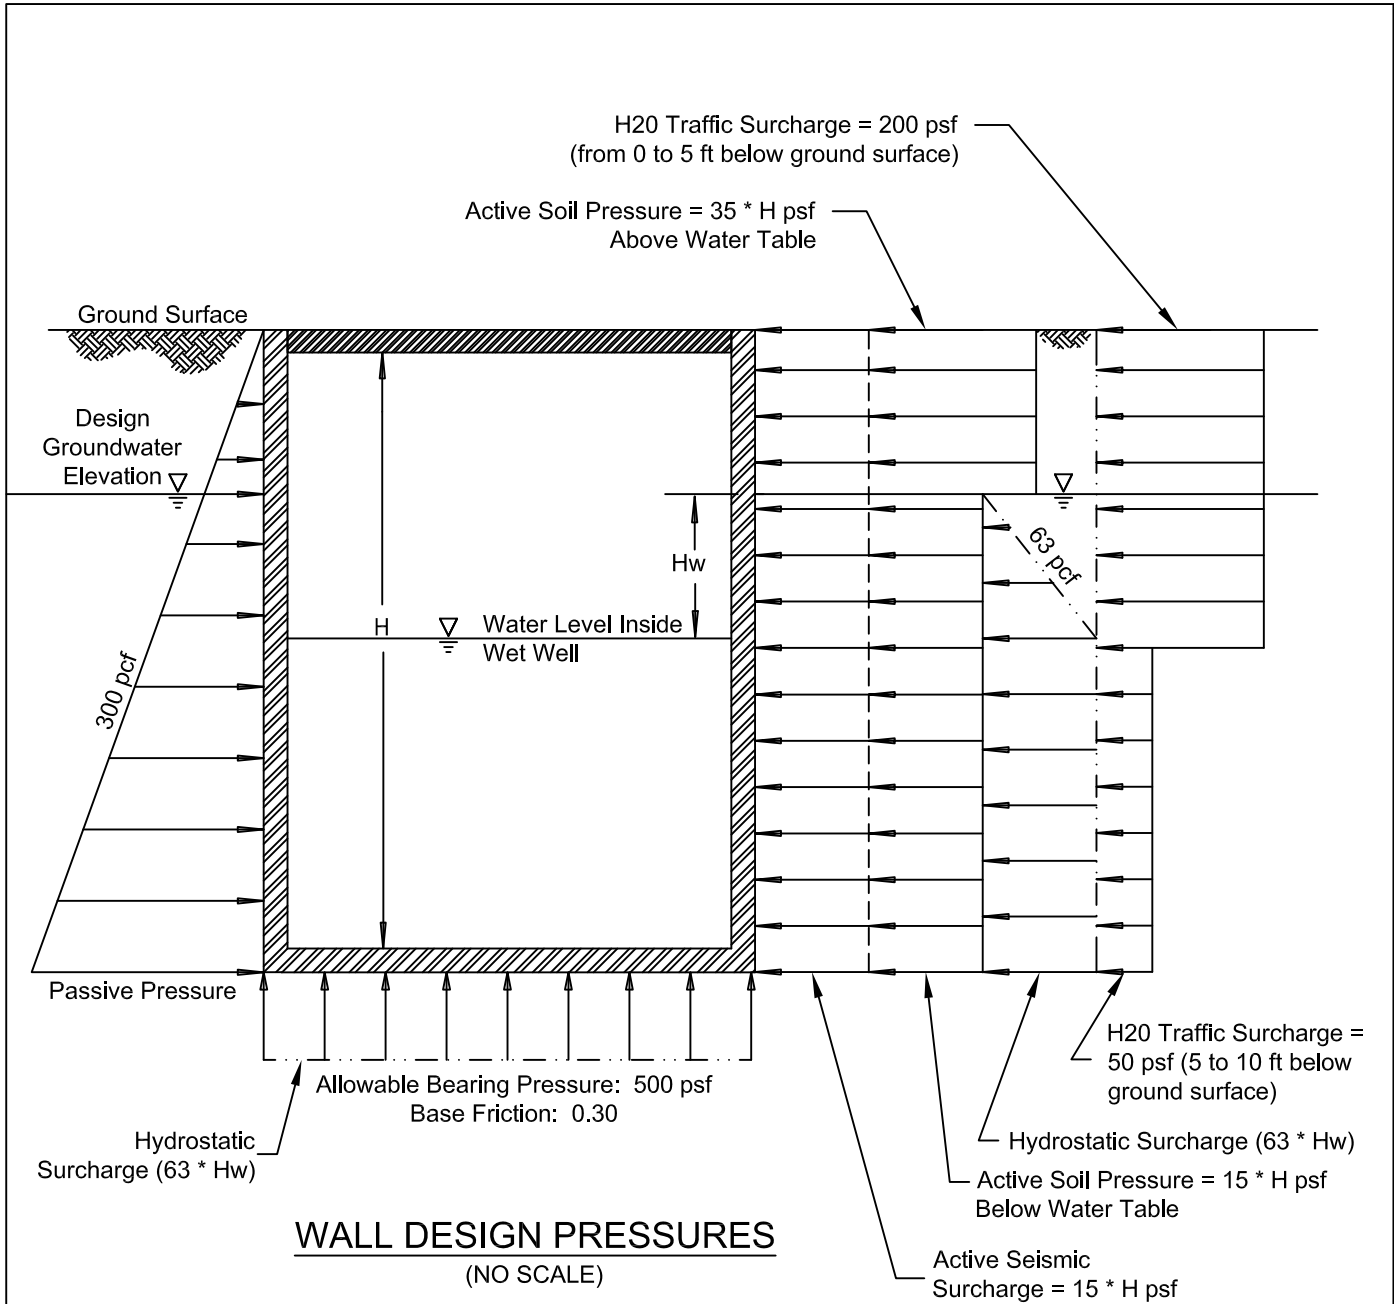 H20 Traffic Surcharge = 200 psf
(from 0 to 5 ft below ground surface)
Active Soil Pressure = 35 * H psf
Above Water Table
Ground Surface
Design
Groundwater
Elevation
Hw
63 pcf
H
Water Level Inside
Wet Well
300 pcf
Passive Pressure
Allowable Bearing Pressure: 500 psf
Base Friction: 0.30
Hydrostatic
Surcharge (63 * Hw)
H20 Traffic Surcharge =
50 psf (5 to 10 ft below
ground surface)
Hydrostatic Surcharge (63 * Hw)
Active Soil Pressure = 15 * H psf
Below Water Table
Active Seismic
Surcharge = 15 * H psf
WALL DESIGN PRESSURES
(NO SCALE)